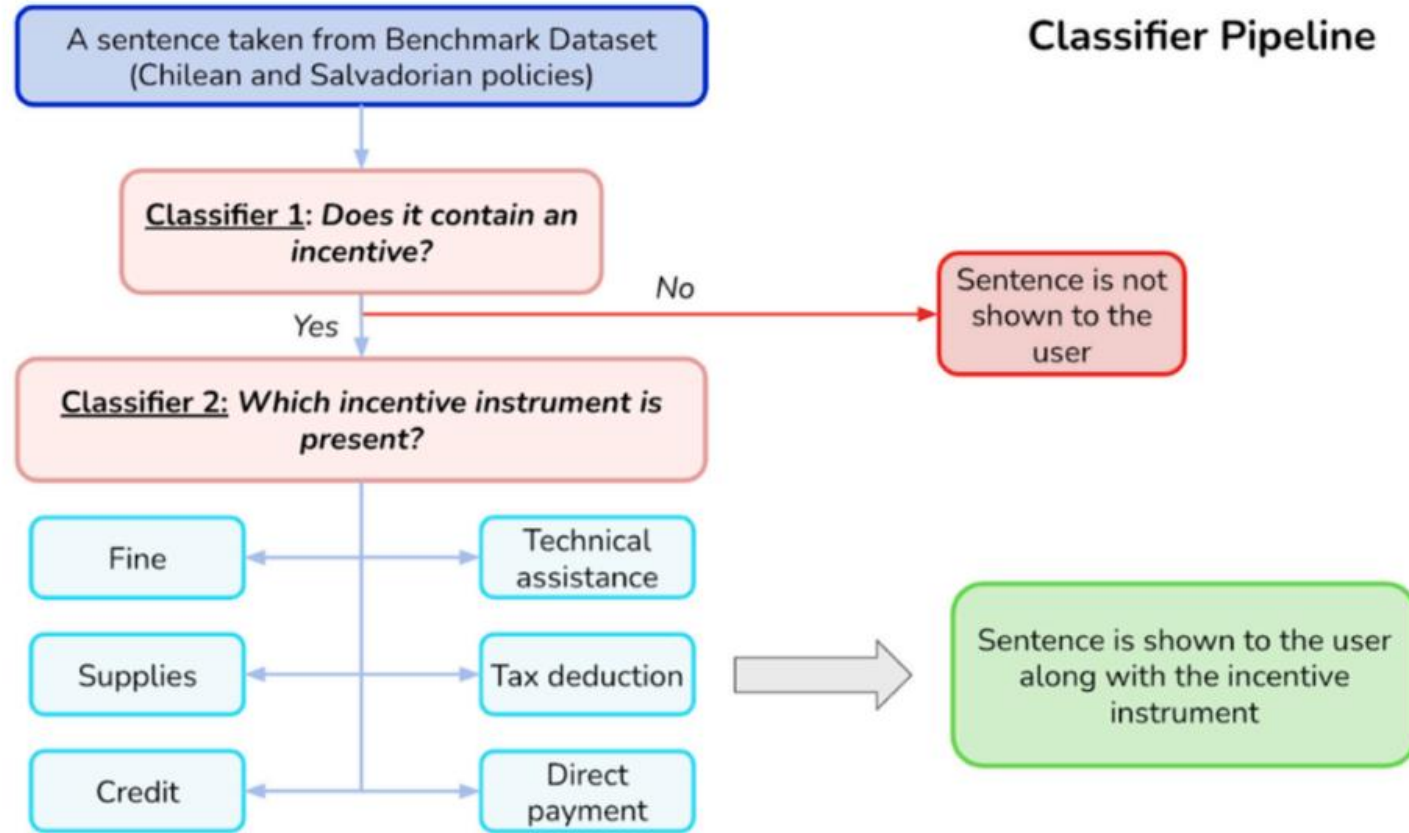 Classifier Pipeline
A sentence taken from Benchmark Dataset
(Chilean and Salvadorian policies)
Classifier 1: Does it contain an
incentive?
No
Sentence is not
shown to the
user
Yes
Classifier 2: Which incentive instrument is
present?
Fine
Technical
assistance
Supplies
Tax deduction
Sentence is shown to the user
along with the incentive
instrument
Credit
Direct
payment